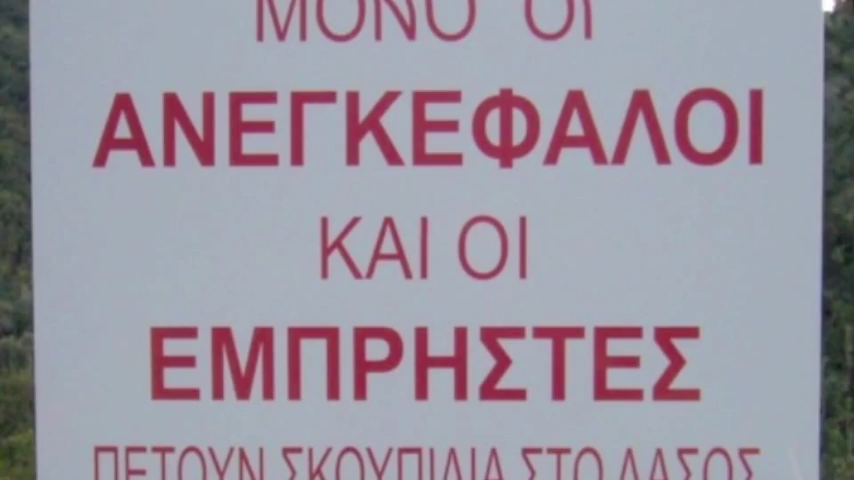 ΜΟΝΟ ΟΙ
ΑΝΕΓΚΕΦΑΛΟΙ
ΚΑΙ ΟΙ
ΕΜΠΡΗΣΤΕΣ
ΠΕΤΟΥΝ ΣΚΟΥΠΙΔΙΑ ΣΤΟ ΔΑΣΟΣ